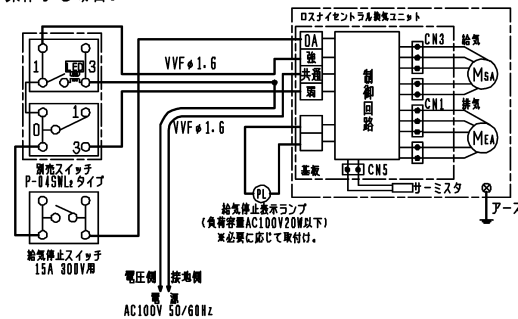 ロスナイセントラル換気ユニット
OA
強
共通
弱
制御回路
基板
CN3
給気
MSA
CN1
排気
MEA
CN5
サーミスタ
アース
1
LED
3
VVFφ1.6
0
1
3
別売スイッチ
P-04SWL2タイプ
VVFφ1.6
PL
給気停止表示ランプ
(負荷容量AC100V20W以下)
※必要に応じて取付け。
給気停止スイッチ
15A 300V用
電圧側
接地側
電源
AC100V 50/60Hz